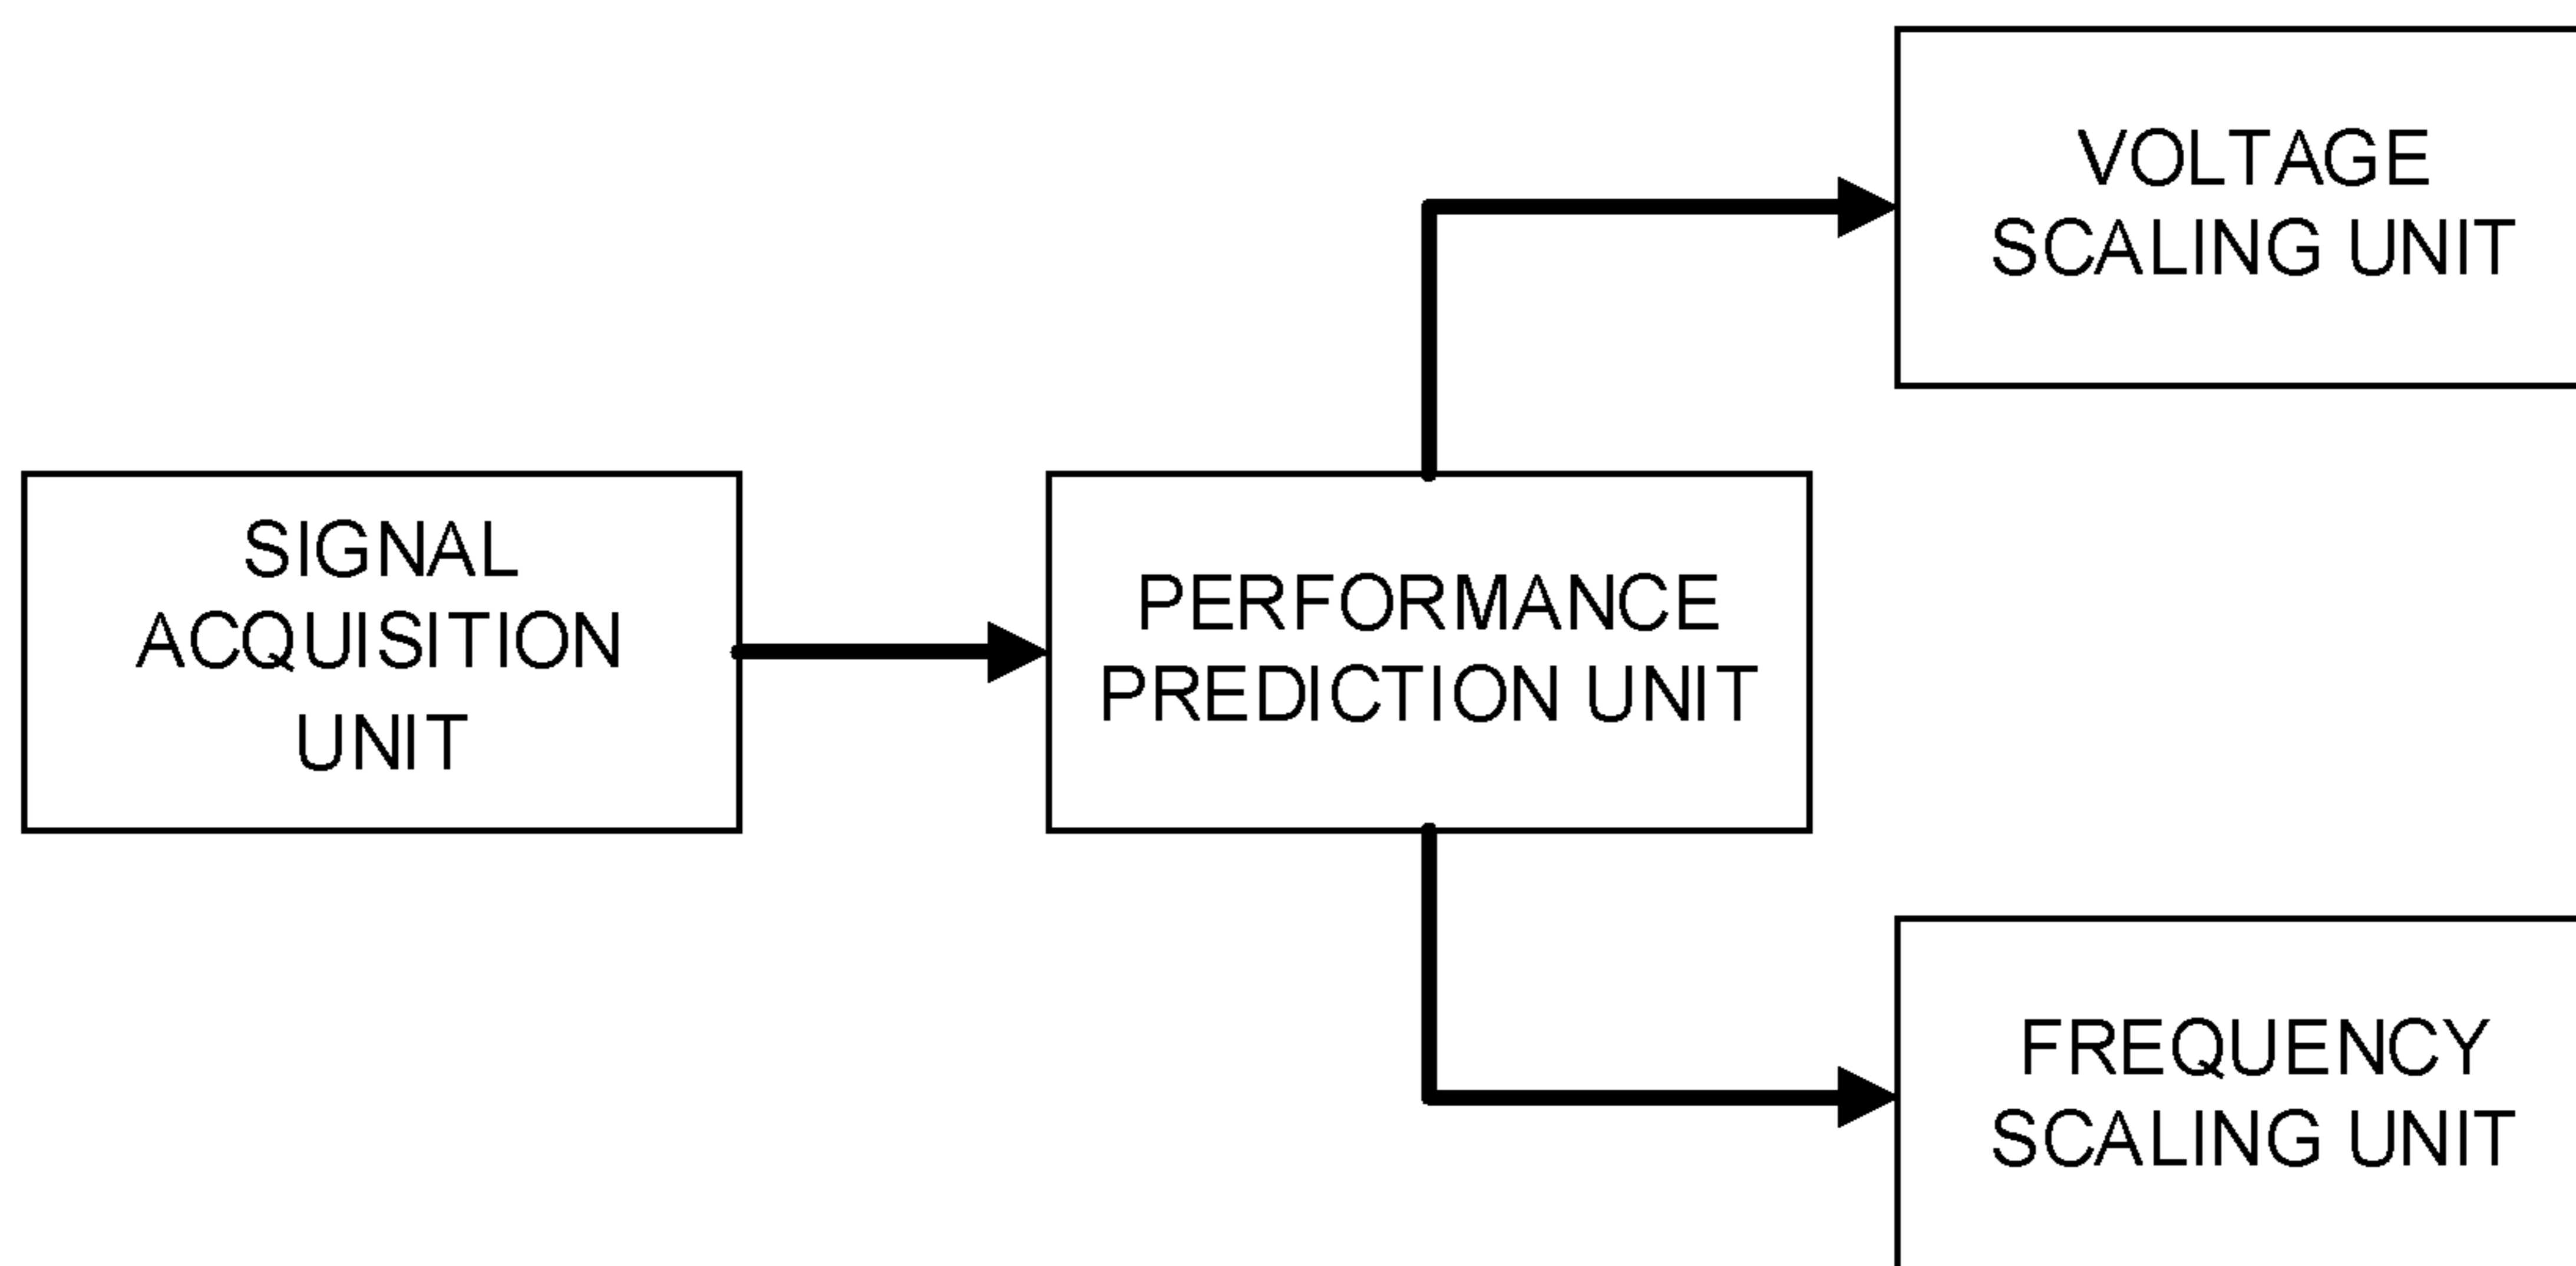 VOLTAGE
SCALING UNIT
SIGNAL
ACQUISITION
UNIT
PERFORMANCE
PREDICTION UNIT
FREQUENCY
SCALING UNIT